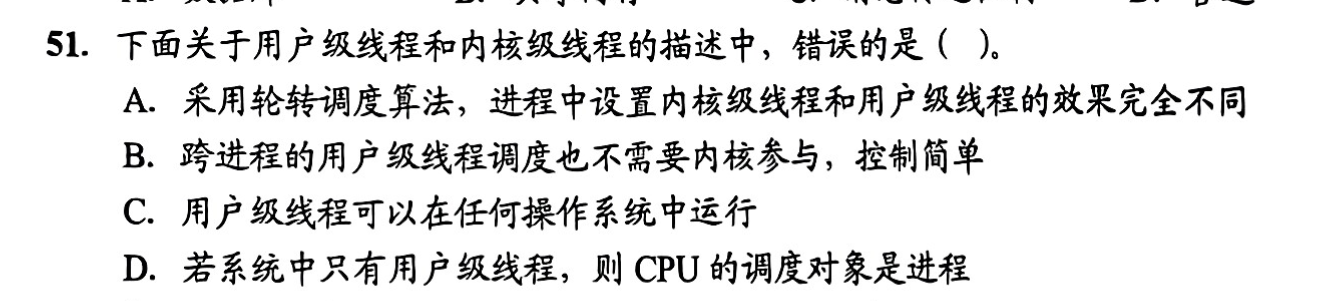 51. 下面关于用户级线程和内核级线程的描述中，错误的是（ ）。
A. 采用轮转调度算法，进程中设置内核级线程和用户级线程的效果完全不同
B. 跨进程的用户级线程调度也不需要内核参与，控制简单
C. 用户级线程可以在任何操作系统中运行
D. 若系统中只有用户级线程，则 CPU 的调度对象是进程